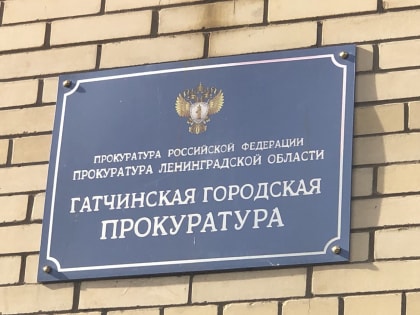 ПРОКУРАТУРА РОССИЙСКОЙ ФЕДЕРАЦИИ
ПРОКУРАТУРА ЛЕНИНГРАДСКОЙ ОБЛАСТИ
ГАТЧИНСКАЯ ГОРОДСКАЯ
ПРОКУРАТУРА